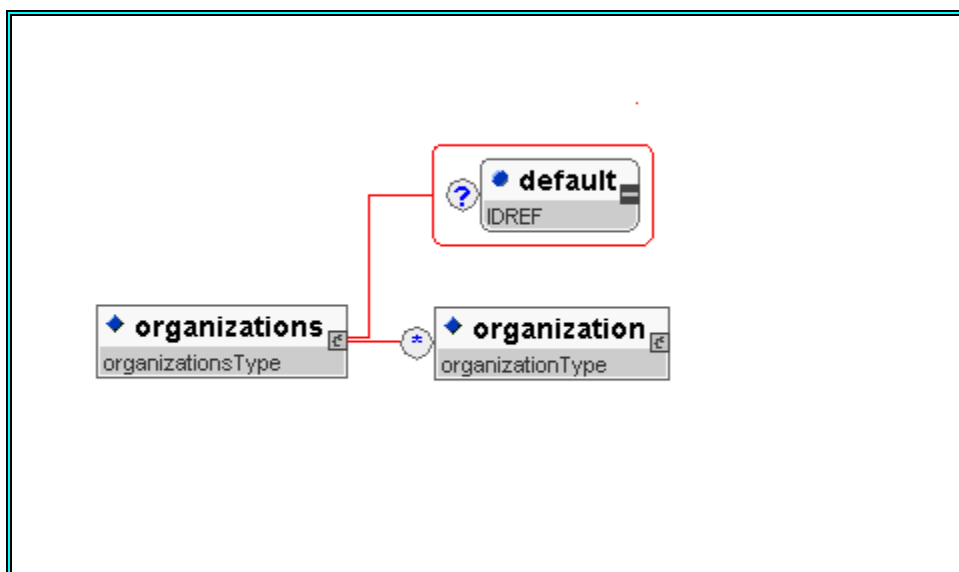 ? default
IDREF
organizations
organizationsType
* organization
organizationType